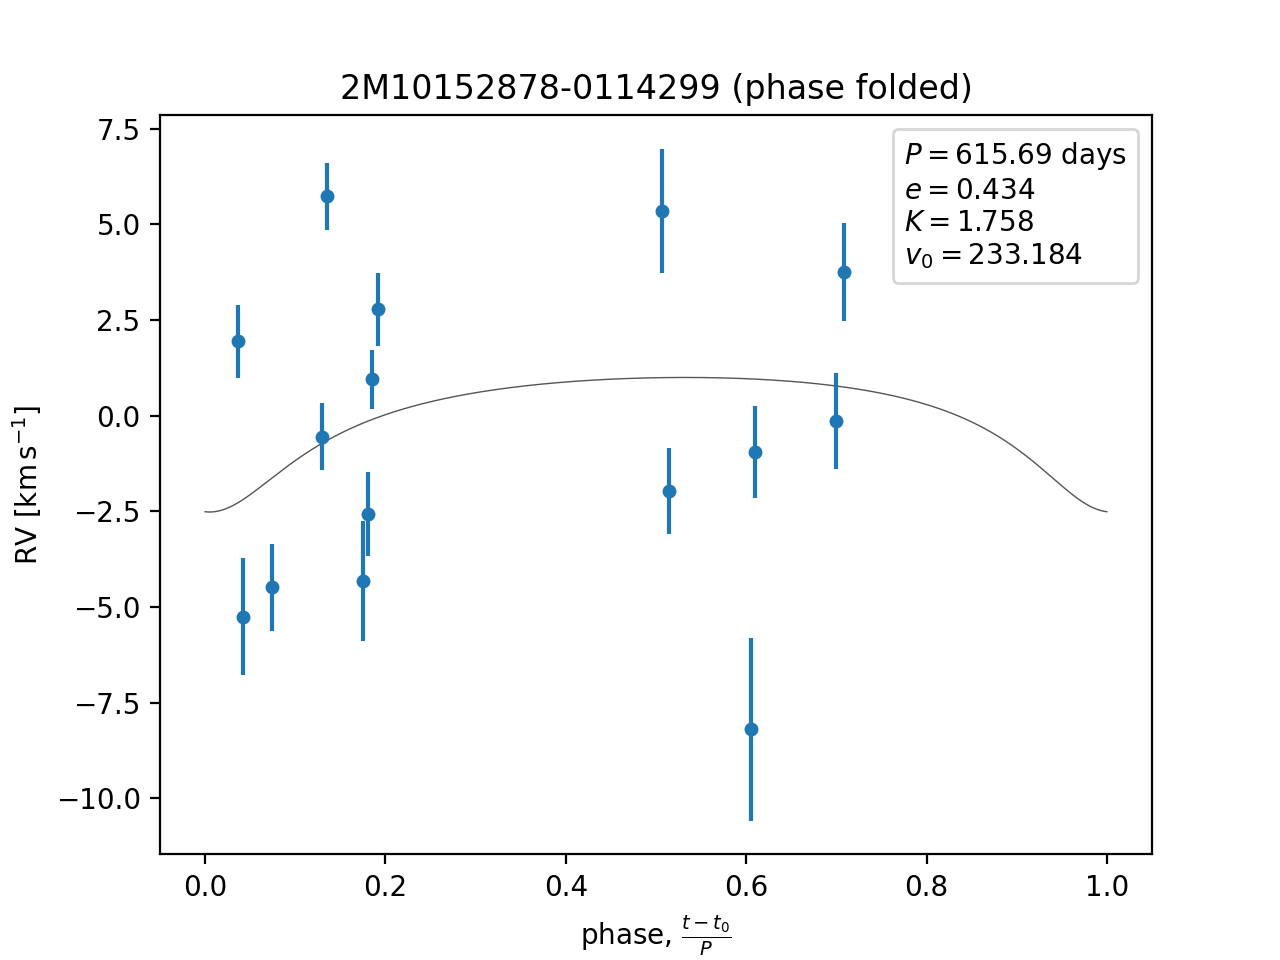 2M10152878-0114299 (phase folded)
P = 615.69 days
e = 0.434
K = 1.758
v₀ = 233.184
7.5
5.0
2.5
0.0
−2.5
−5.0
−7.5
−10.0
RV [km s⁻¹]
0.0 0.2 0.4 0.6 0.8 1.0
phase, (t − t₀)/P